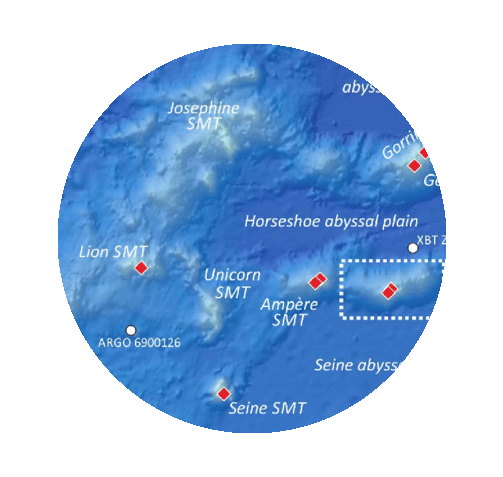 abyss
Josephine
SMT
Gorri
Horseshoe abyssal plain
XBT
Lion SMT
Unicorn
SMT
Ampère
SMT
ARGO 6900126
Seine abyss
Seine SMT